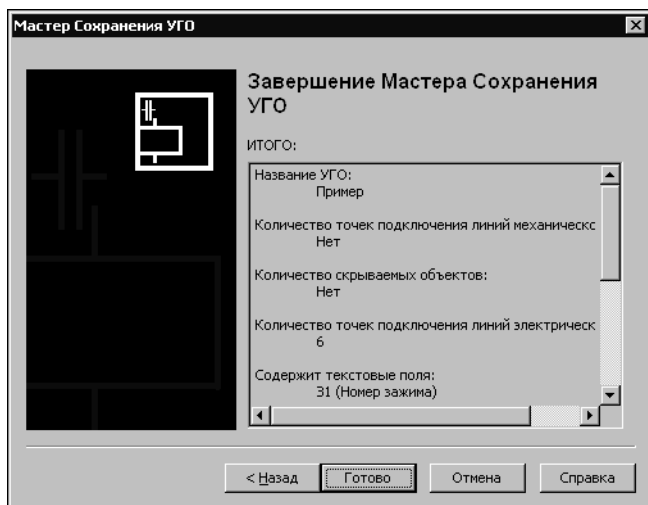 Мастер Сохранения УГО
Завершение Мастера Сохранения
УГО
ИТОГО:
Название УГО:
Пример
Количество точек подключения линий механическс
Нет
Количество скрываемых объектов:
Нет
Количество точек подключения линий электрическ
6
Содержит текстовые поля:
31 (Номер зажима)
< Назад
Готово
Отмена
Справка